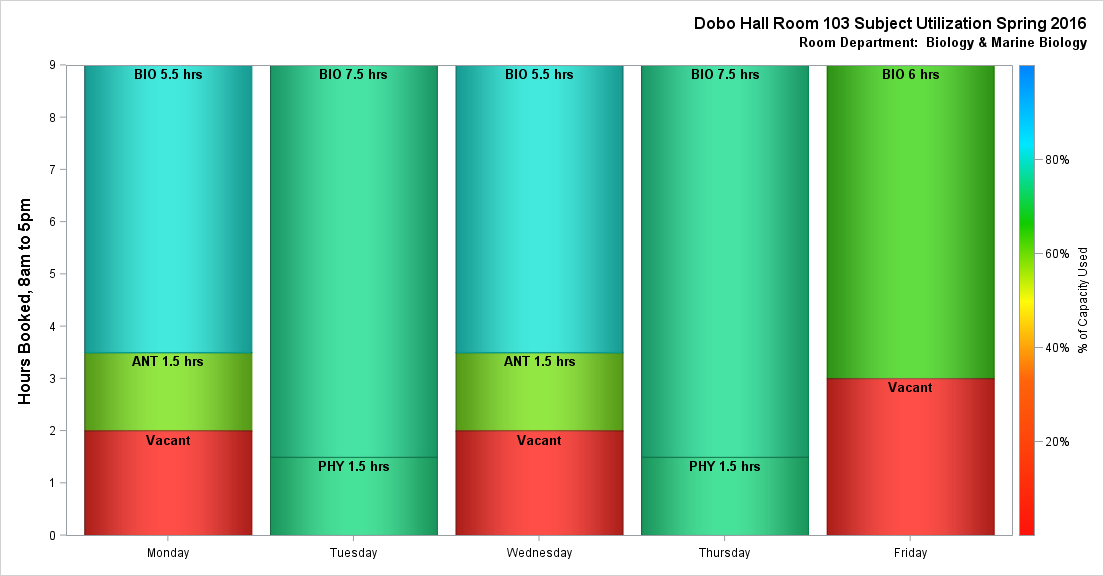 Dobo Hall Room 103 Subject Utilization Spring 2016
Room Department:  Biology & Marine Biology
Hours Booked, 8am to 5pm
9
8
7
6
5
4
3
2
1
0
BIO 5.5 hrs
ANT 1.5 hrs
Vacant
BIO 7.5 hrs
PHY 1.5 hrs
BIO 5.5 hrs
ANT 1.5 hrs
Vacant
BIO 7.5 hrs
PHY 1.5 hrs
BIO 6 hrs
Vacant
Monday
Tuesday
Wednesday
Thursday
Friday
80%
60%
40%
20%
% of Capacity Used